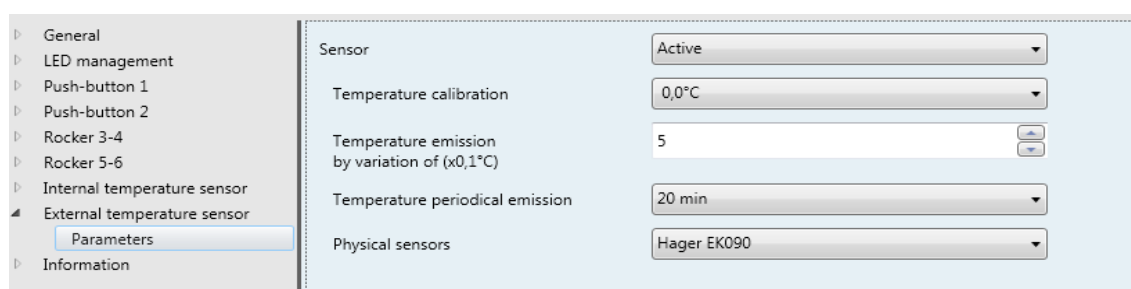 General
LED management
Push-button 1
Push-button 2
Rocker 3-4
Rocker 5-6
Internal temperature sensor
External temperature sensor
Parameters
Information
Sensor
Active
Temperature calibration
0,0°C
Temperature emission
by variation of (x0,1°C)
5
Temperature periodical emission
20 min
Physical sensors
Hager EK090